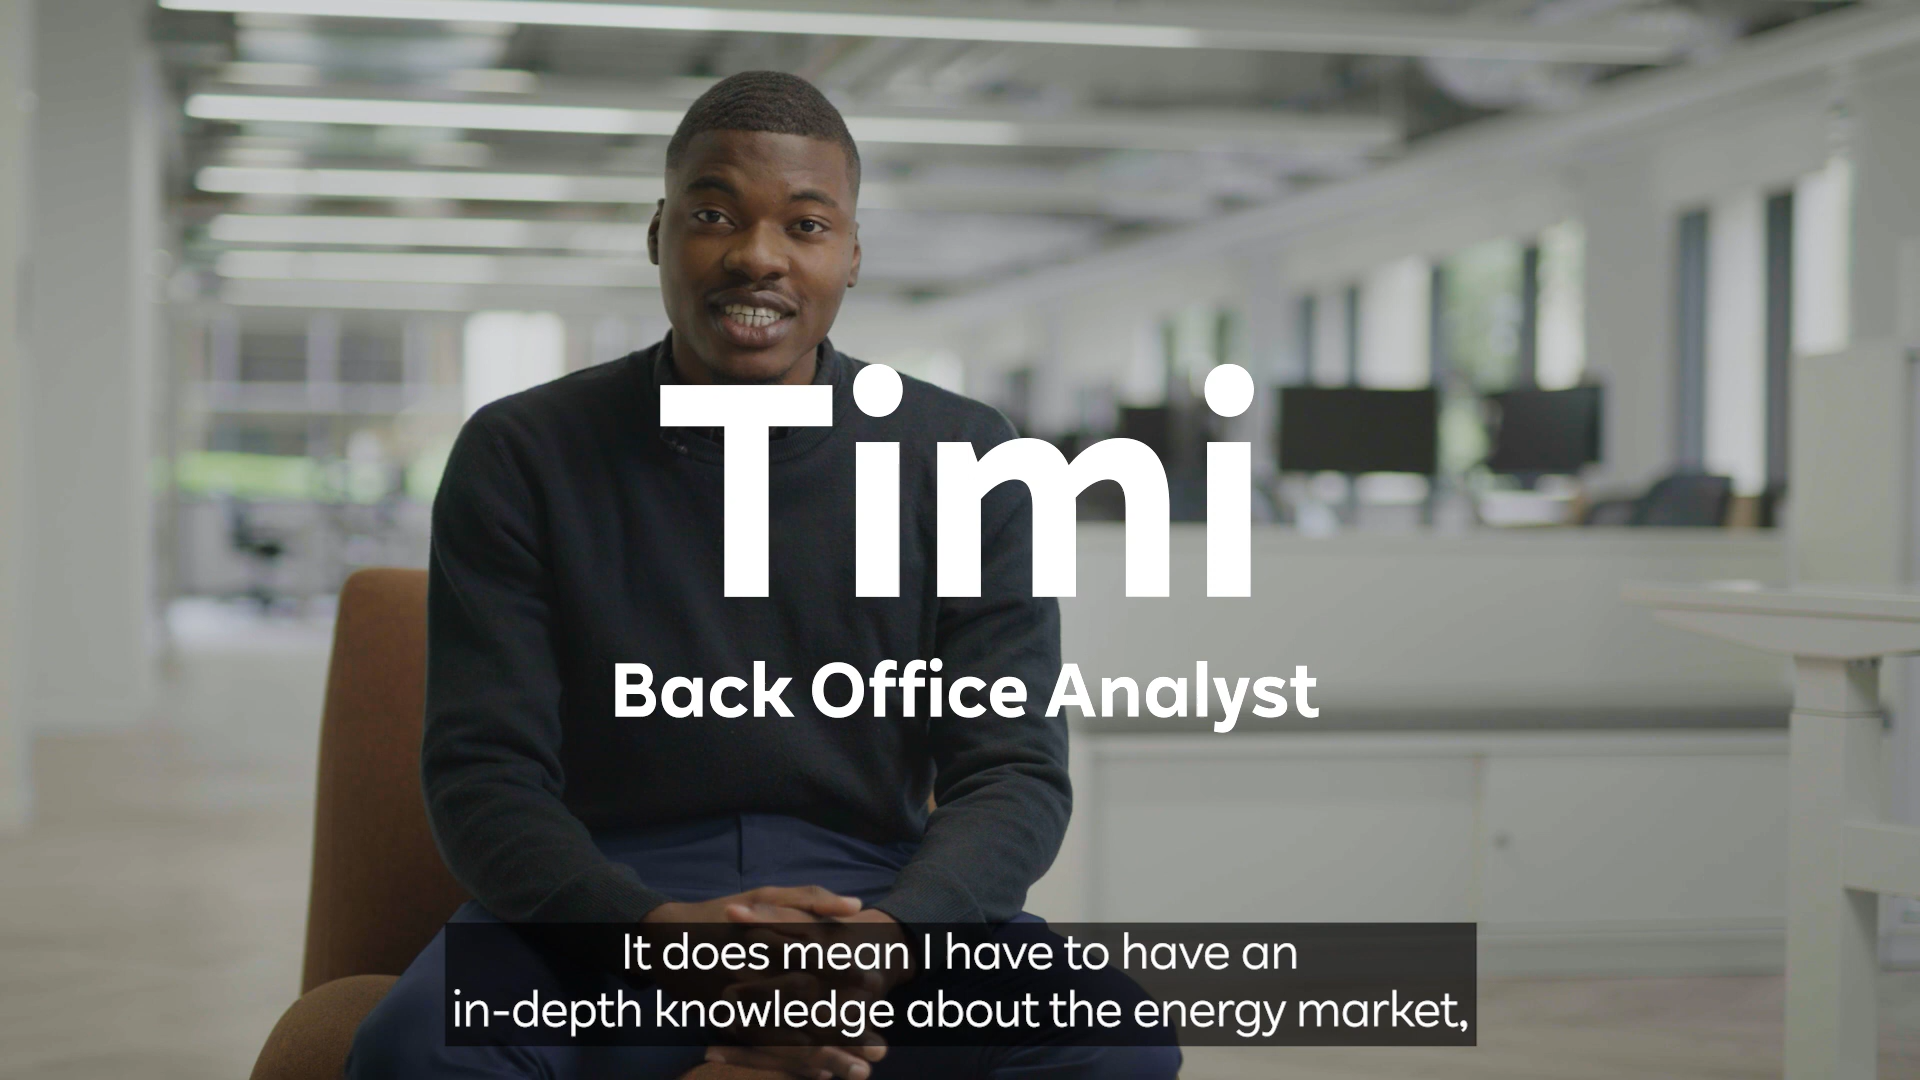 Timi
Back Office Analyst
It does mean I have to have an
in-depth knowledge about the energy market,